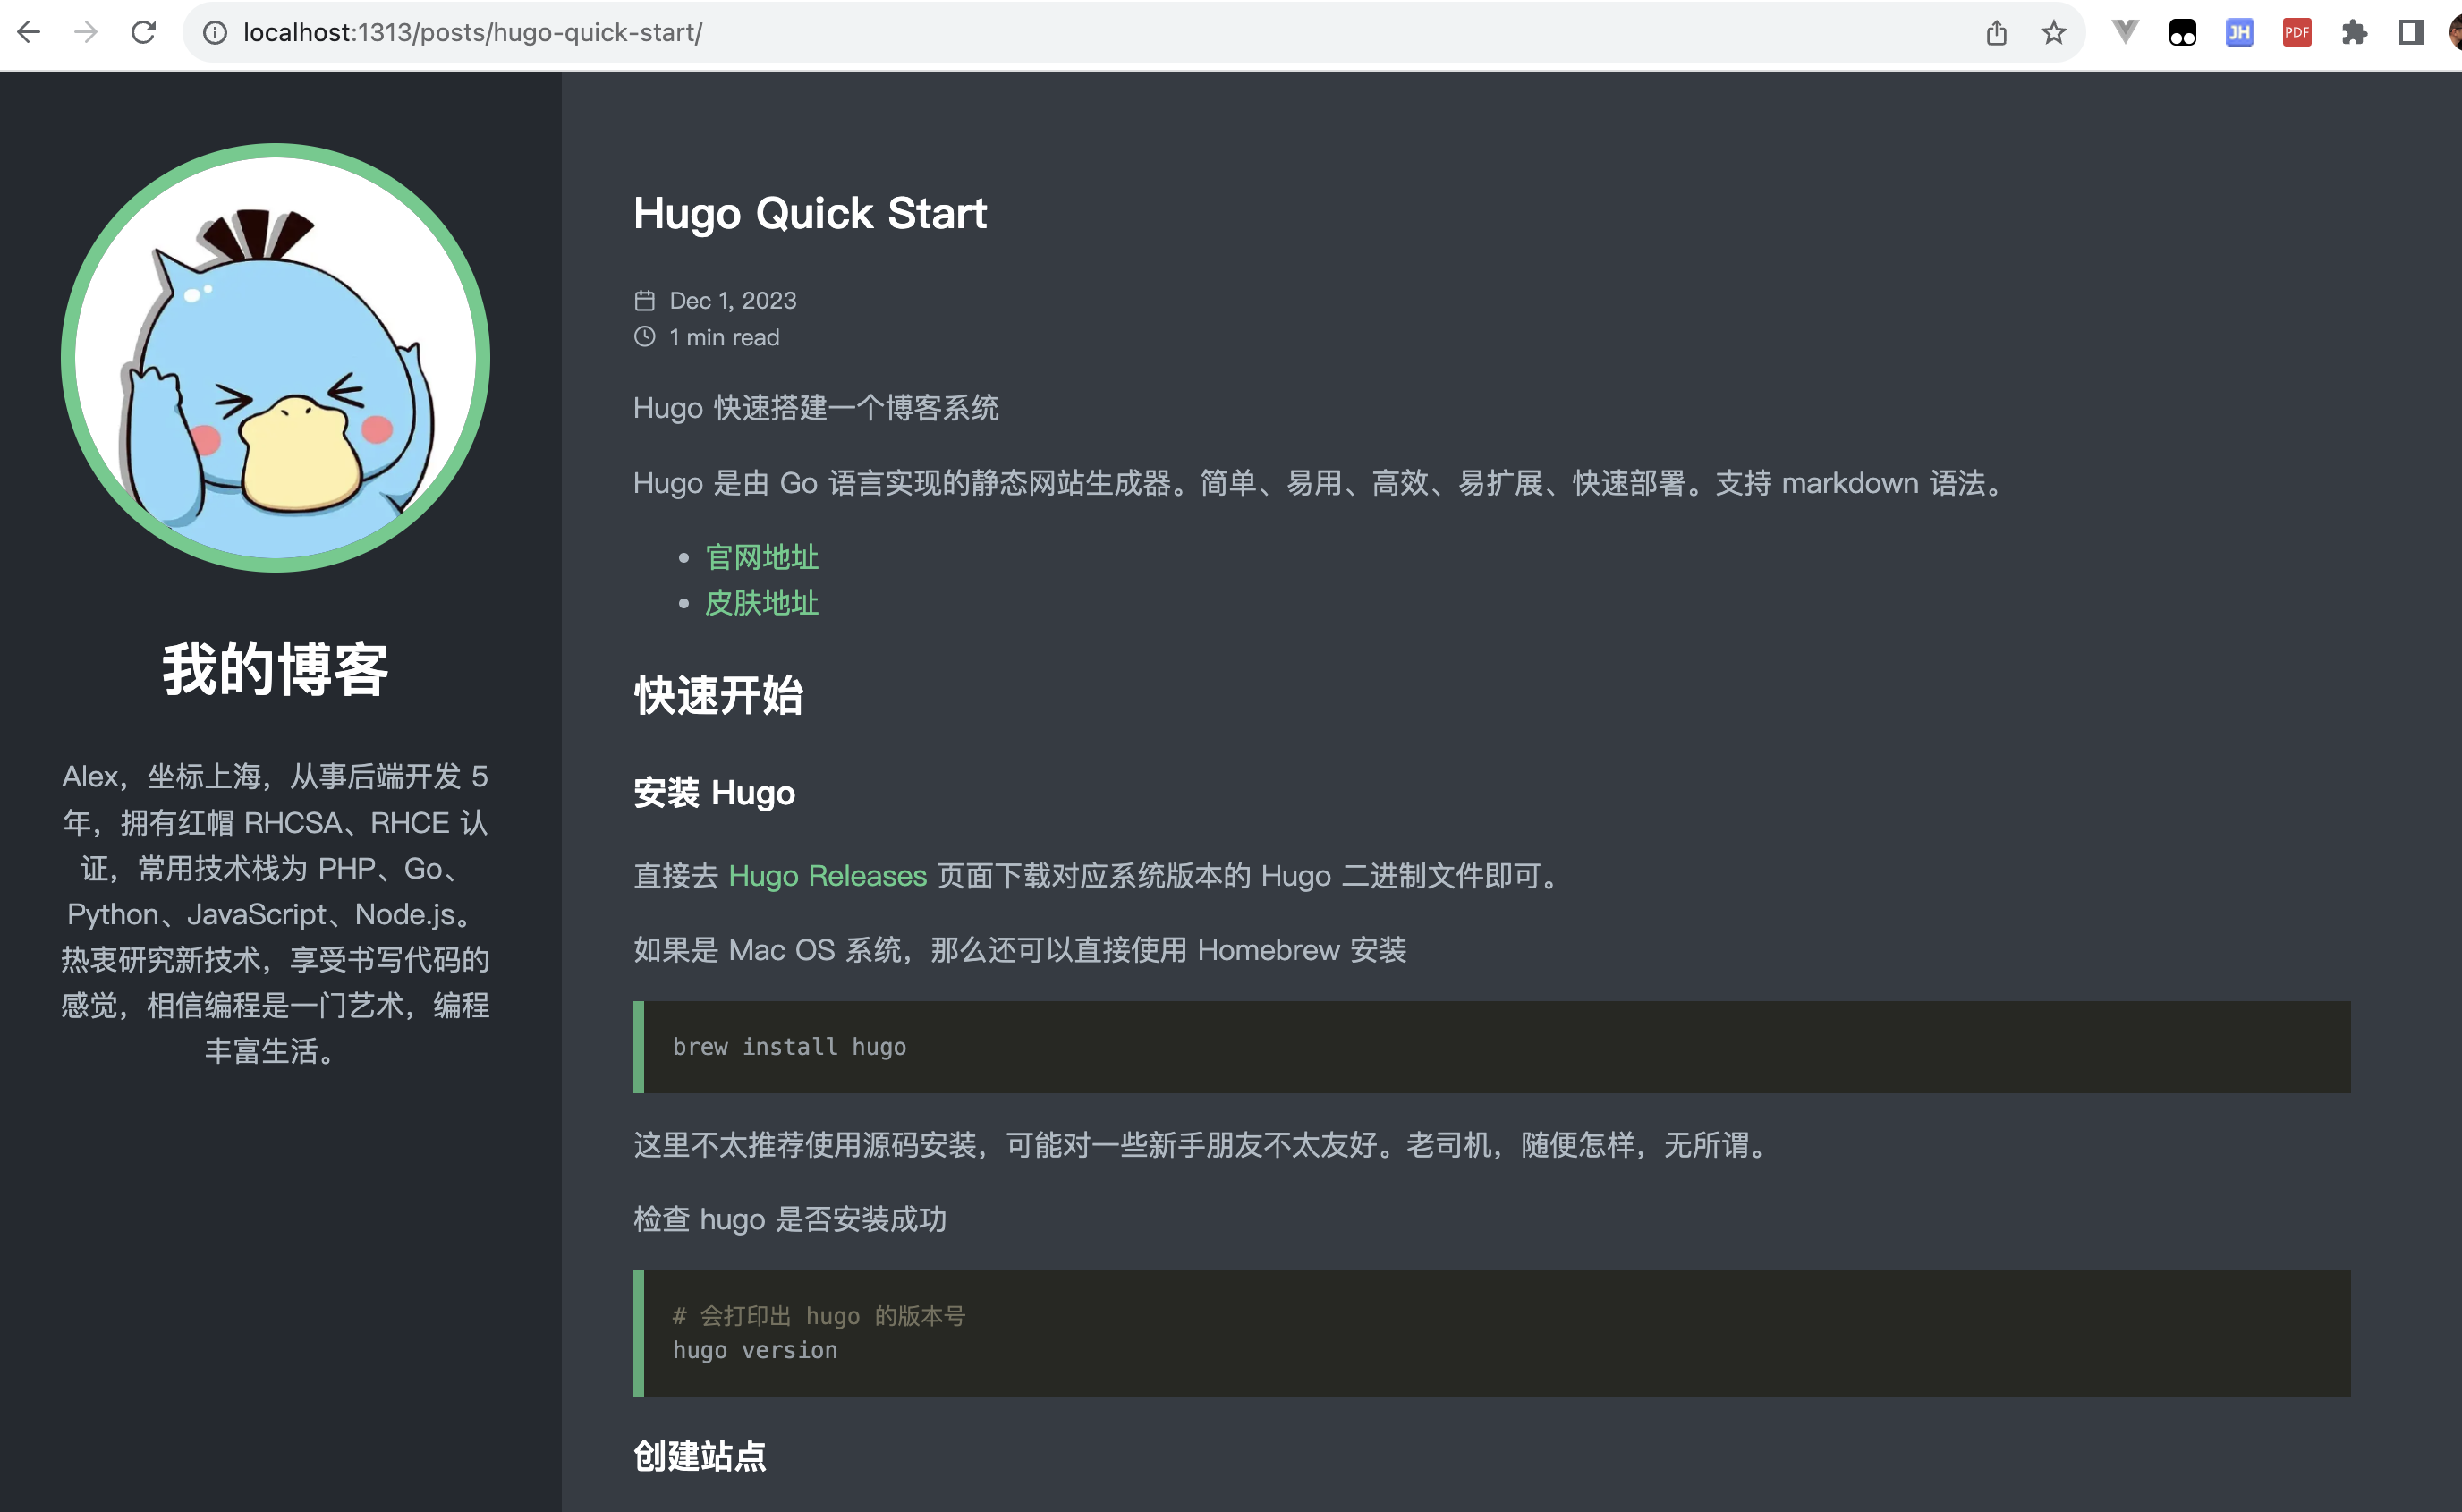 localhost:1313/posts/hugo-quick-start/
JH
PDF
我的博客
Alex，坐标上海，从事后端开发 5
年，拥有红帽 RHCSA、RHCE 认
证，常用技术栈为 PHP、Go、
Python、JavaScript、Node.js。
热衷研究新技术，享受书写代码的
感觉，相信编程是一门艺术，编程
丰富生活。
Hugo Quick Start
Dec 1, 2023
1 min read
Hugo 快速搭建一个博客系统
Hugo 是由 Go 语言实现的静态网站生成器。简单、易用、高效、易扩展、快速部署。支持 markdown 语法。
官网地址
皮肤地址
快速开始
安装 Hugo
直接去 Hugo Releases 页面下载对应系统版本的 Hugo 二进制文件即可。
如果是 Mac OS 系统，那么还可以直接使用 Homebrew 安装
brew install hugo
这里不太推荐使用源码安装，可能对一些新手朋友不太友好。老司机，随便怎样，无所谓。
检查 hugo 是否安装成功
# 会打印出 hugo 的版本号
hugo version
创建站点